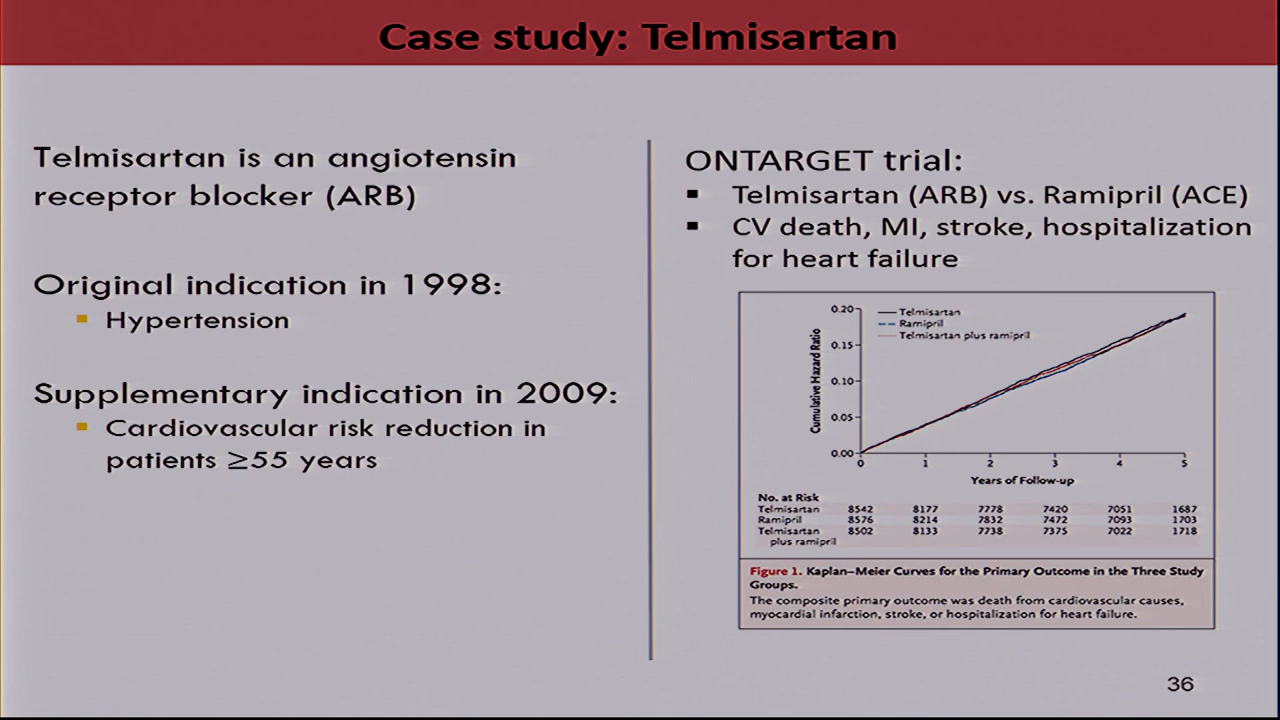 Case study: Telmisartan
Telmisartan is an angiotensin
receptor blocker (ARB)
Original indication in 1998:
Hypertension
Supplementary indication in 2009:
Cardiovascular risk reduction in
patients ≥55 years
ONTARGET trial:
Telmisartan (ARB) vs. Ramipril (ACE)
CV death, MI, stroke, hospitalization
for heart failure
Telmisartan
Ramipril
Telmisartan plus ramipril
Cumulative Hazard Ratio
0.20
0.15
0.10
0.05
0.00
0 1 2 3 4 5
Years of Follow-up
No. at Risk
Telmisartan 8542 8177 7778 7420 7051 1687
Ramipril 8576 8214 7832 7472 7093 1703
Telmisartan 8502 8133 7738 7375 7022 1718
plus ramipril
Figure 1. Kaplan–Meier Curves for the Primary Outcome in the Three Study
Groups.
The composite primary outcome was death from cardiovascular causes,
myocardial infarction, stroke, or hospitalization for heart failure.
36